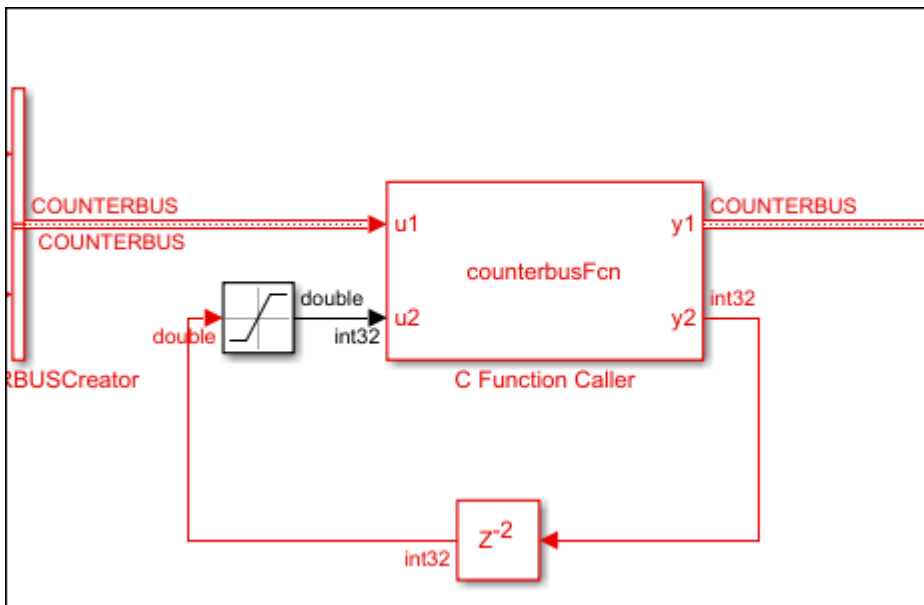 COUNTERBUS
COUNTERBUS
u1
y1
COUNTERBUS
counterbusFcn
double
int32
double
int32
u2
y2
RBUSCreator
C Function Caller
Z-2
int32